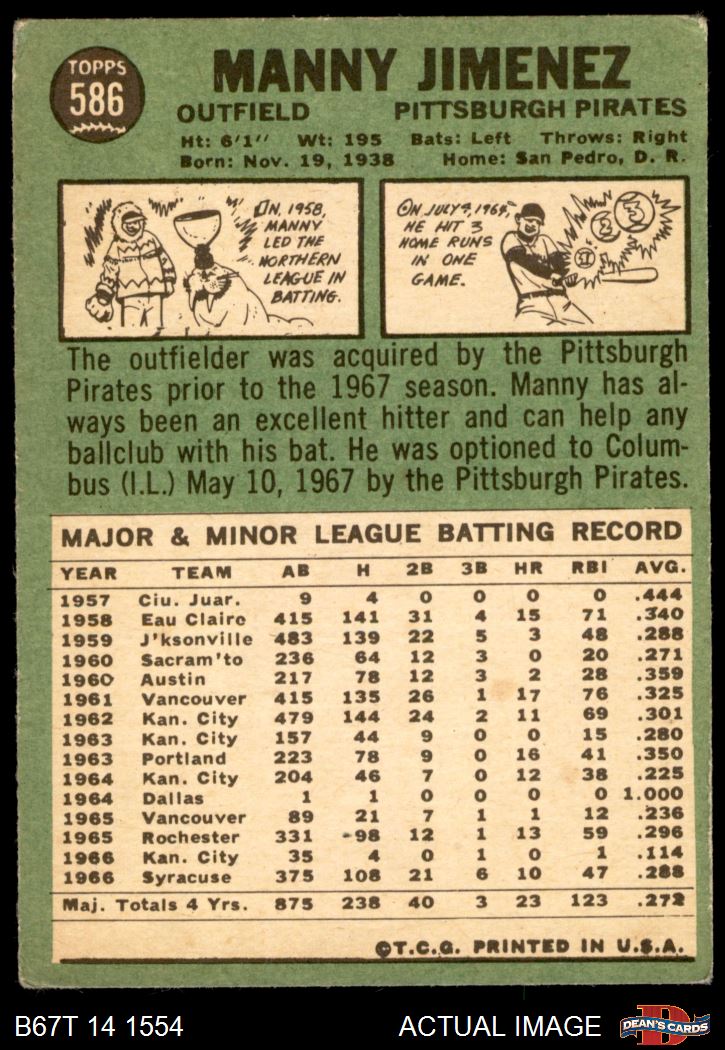 TOPPS
586
MANNY JIMENEZ
OUTFIELD PITTSBURGH PIRATES
Ht: 6'1" Wt: 195 Bats: Left Throws: Right
Born: Nov. 19, 1938 Home: San Pedro, D. R.
IN 1958,
MANNY
LED THE
NORTHERN
LEAGUE IN
BATTING.
ON JULY 4, 1964,
HE HIT 3
HOME RUNS
IN ONE
GAME.
1 2 3
The outfielder was acquired by the Pittsburgh
Pirates prior to the 1967 season. Manny has al-
ways been an excellent hitter and can help any
ballclub with his bat. He was optioned to Colum-
bus (I.L.) May 10, 1967 by the Pittsburgh Pirates.
MAJOR & MINOR LEAGUE BATTING RECORD
YEAR TEAM AB H 2B 3B HR RBI AVG.
1957 Ciu. Juar. 9 4 0 0 0 0 .444
1958 Eau Claire 415 141 31 4 15 71 .340
1959 J'ksonville 483 139 22 5 3 48 .288
1960 Sacram'to 236 64 12 3 0 20 .271
1960 Austin 217 78 12 3 2 28 .359
1961 Vancouver 415 135 26 1 17 76 .325
1962 Kan. City 479 144 24 2 11 69 .301
1963 Kan. City 157 44 9 0 0 15 .280
1963 Portland 223 78 9 0 16 41 .350
1964 Kan. City 204 46 7 0 12 38 .225
1964 Dallas 1 1 0 0 0 0 1.000
1965 Vancouver 89 21 7 1 1 12 .236
1965 Rochester 331 98 12 1 13 59 .296
1966 Kan. City 35 4 0 1 0 1 .114
1966 Syracuse 375 108 21 6 10 47 .288
Maj. Totals 4 Yrs. 875 238 40 3 23 123 .272
©T.C.G. PRINTED IN U.S.A.
B67T 14 1554 ACTUAL IMAGE
D
DEAN'S CARDS